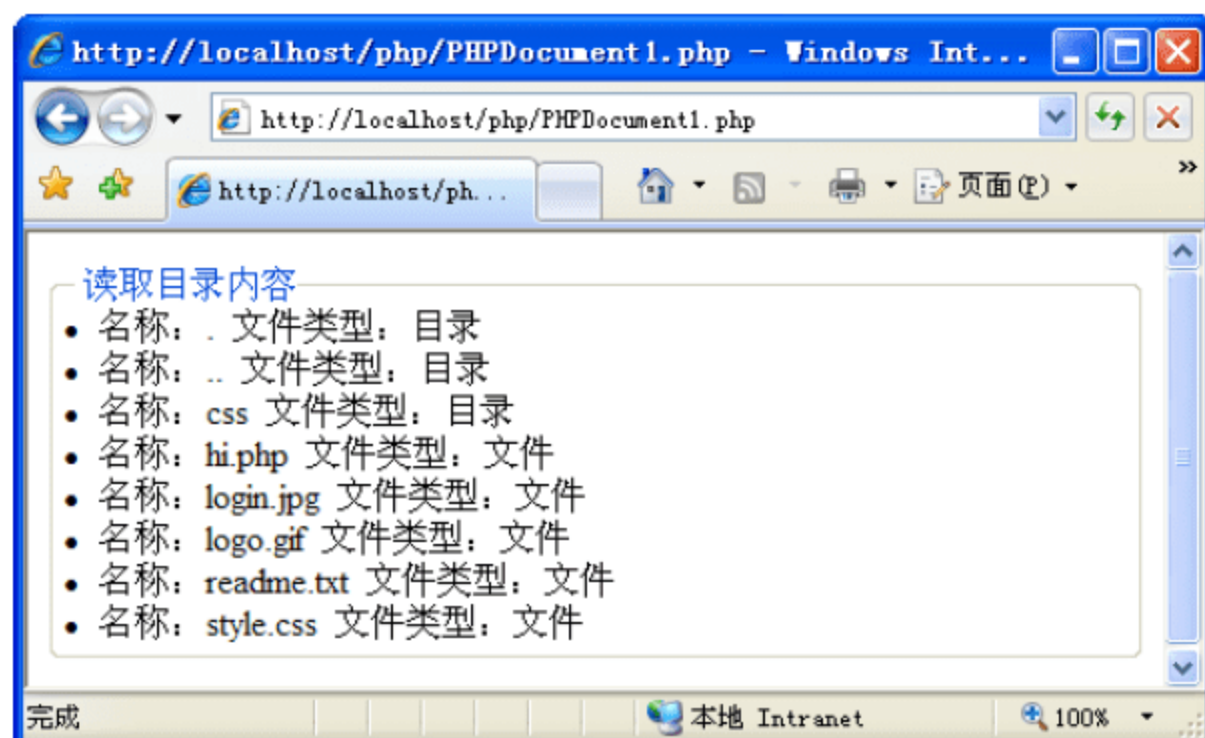 http://localhost/php/PHPDocument1.php - Windows Int...
http://localhost/php/PHPDocument1.php
http://localhost/ph...
页面(P)
»
读取目录内容
• 名称：. 文件类型：目录
• 名称：.. 文件类型：目录
• 名称：css 文件类型：目录
• 名称：hi.php 文件类型：文件
• 名称：login.jpg 文件类型：文件
• 名称：logo.gif 文件类型：文件
• 名称：readme.txt 文件类型：文件
• 名称：style.css 文件类型：文件
完成 本地 Intranet 100%